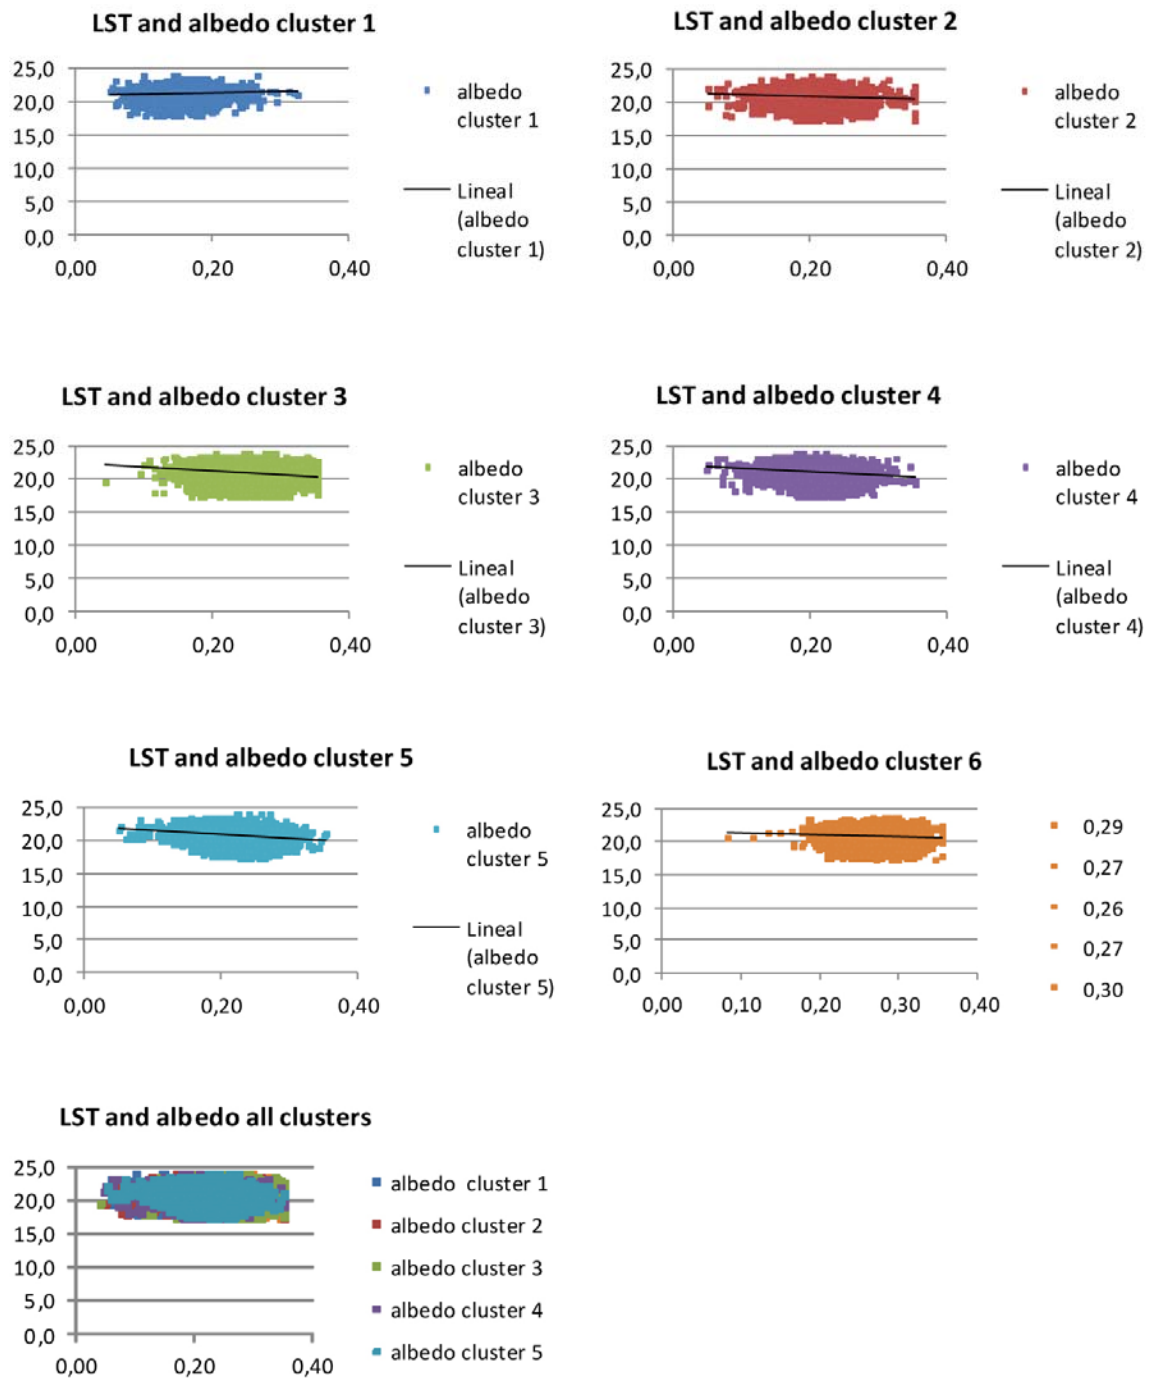 LST and albedo cluster 1
25,0
20,0
15,0
10,0
5,0
0,0
0,00 0,20 0,40
albedo
cluster 1
Lineal
(albedo
cluster 1)
LST and albedo cluster 2
25,0
20,0
15,0
10,0
5,0
0,0
0,00 0,20 0,40
albedo
cluster 2
Lineal
(albedo
cluster 2)
LST and albedo cluster 3
25,0
20,0
15,0
10,0
5,0
0,0
0,00 0,20 0,40
albedo
cluster 3
Lineal
(albedo
cluster 3)
LST and albedo cluster 4
25,0
20,0
15,0
10,0
5,0
0,0
0,00 0,20 0,40
albedo
cluster 4
Lineal
(albedo
cluster 4)
LST and albedo cluster 5
25,0
20,0
15,0
10,0
5,0
0,0
0,00 0,20 0,40
albedo
cluster 5
Lineal
(albedo
cluster 5)
LST and albedo cluster 6
25,0
20,0
15,0
10,0
5,0
0,0
0,00 0,10 0,20 0,30 0,40
0,29
0,27
0,26
0,27
0,30
LST and albedo all clusters
25,0
20,0
15,0
10,0
5,0
0,0
0,00 0,20 0,40
albedo cluster 1
albedo cluster 2
albedo cluster 3
albedo cluster 4
albedo cluster 5